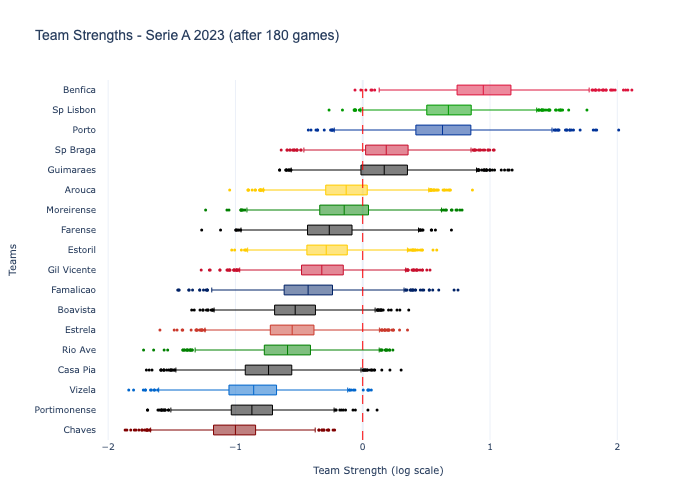 Team Strengths - Serie A 2023 (after 180 games)
Benfica
Sp Lisbon
Porto
Sp Braga
Guimaraes
Arouca
Moreirense
Farense
Estoril
Gil Vicente
Famalicao
Boavista
Estrela
Rio Ave
Casa Pia
Vizela
Portimonense
Chaves
Teams
−2
−1
0
1
2
Team Strength (log scale)